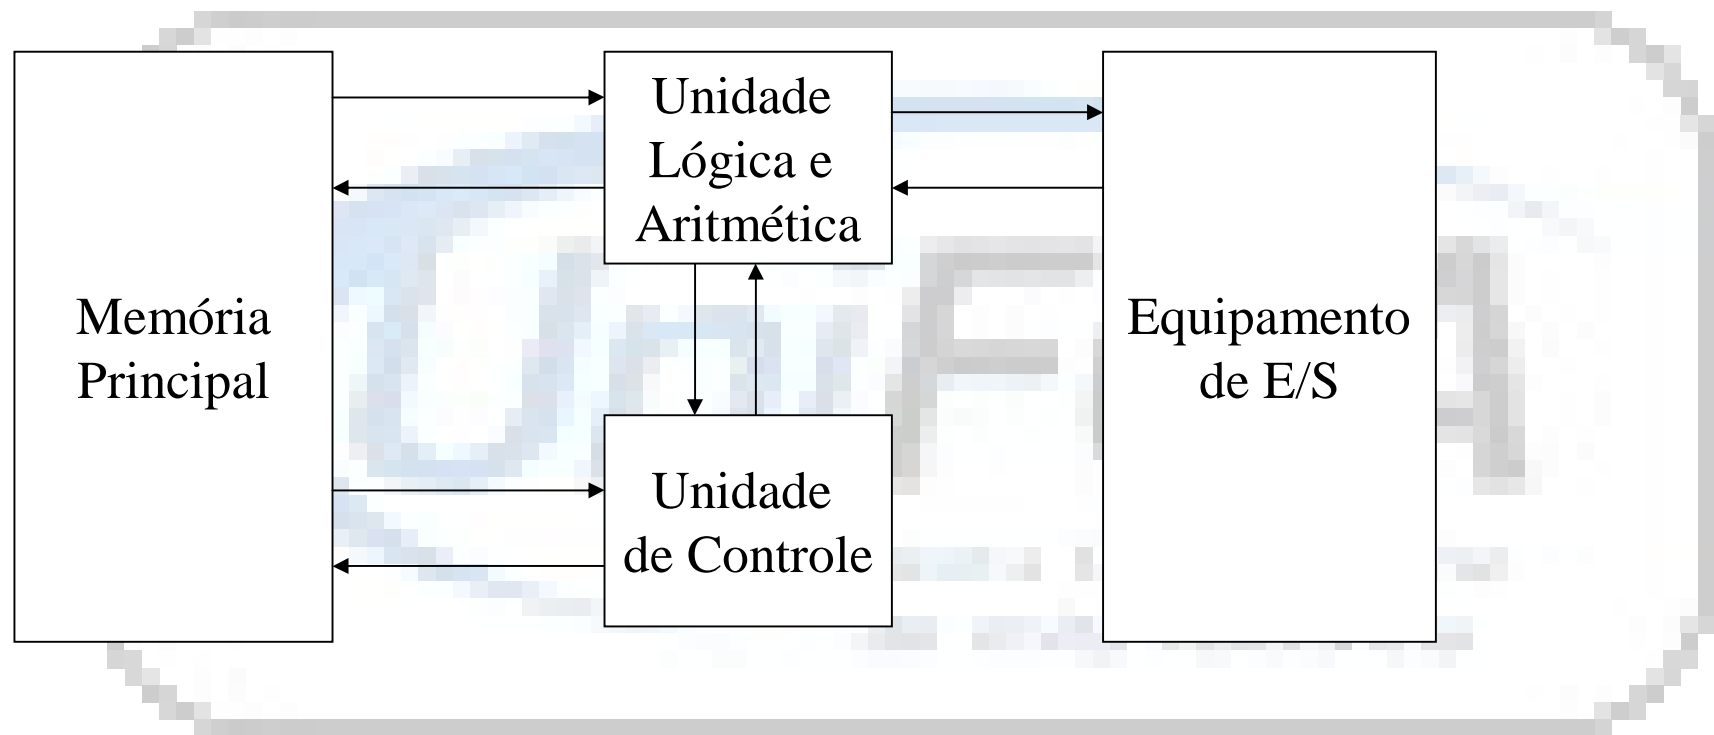 Memória
Principal
Unidade
Lógica e
Aritmética
Unidade
de Controle
Equipamento
de E/S